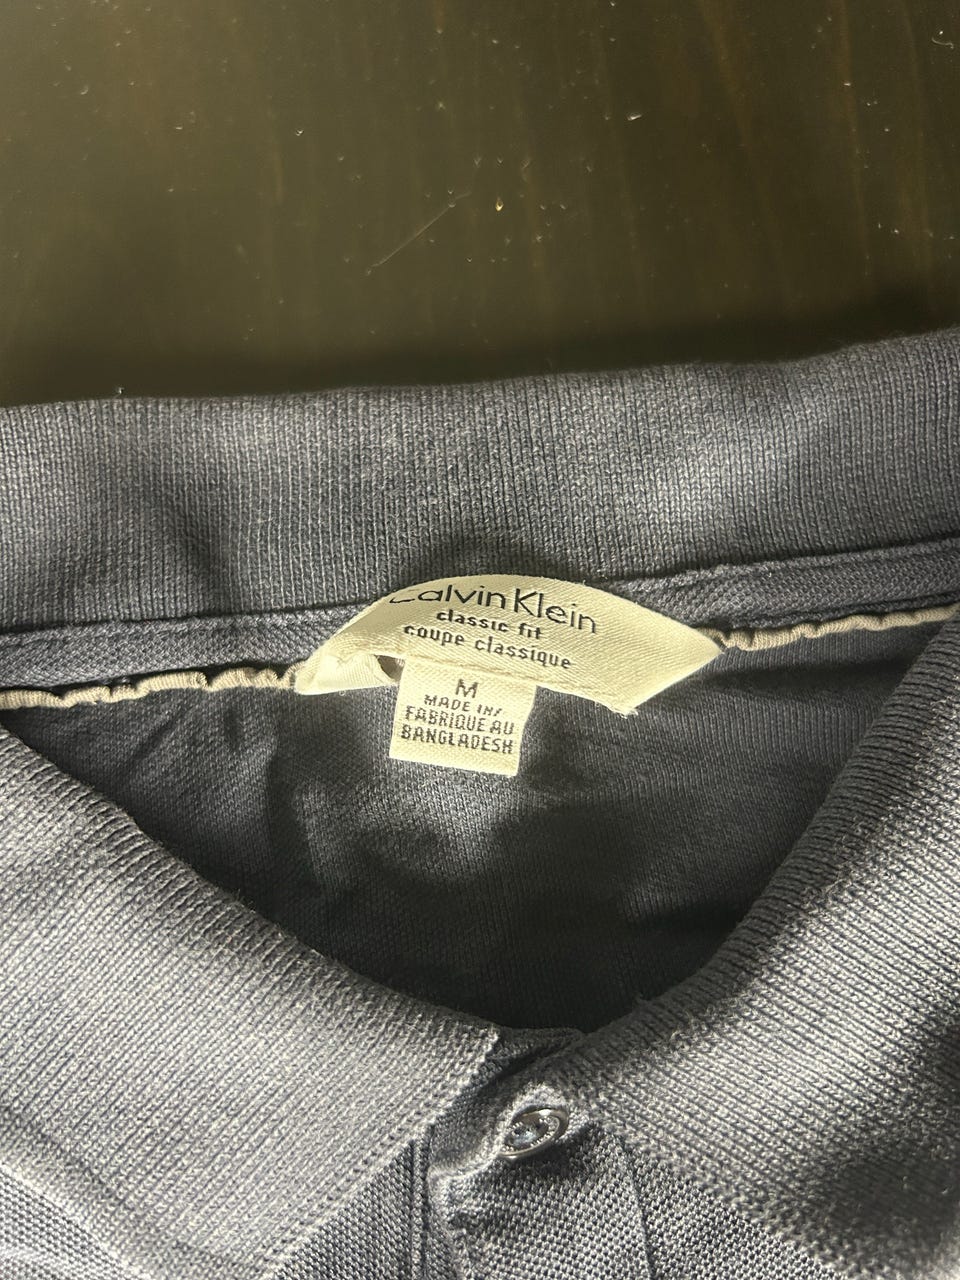 Calvin Klein
classic fit
coupe classique
M
MADE IN/
FABRIQUE AU
BANGLADESH